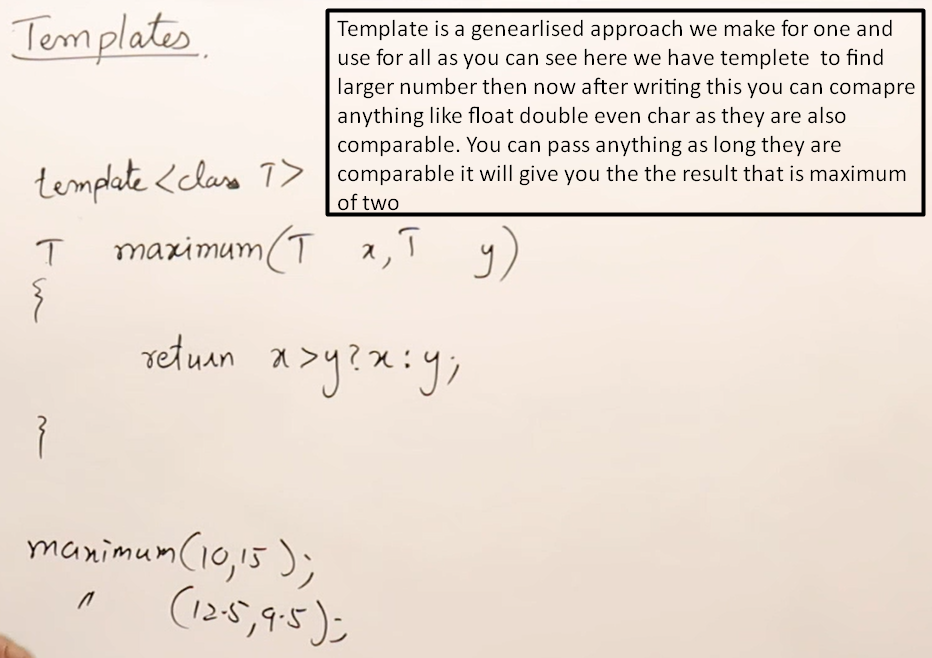 Templates.
Template is a genearlised approach we make for one and
use for all as you can see here we have templete to find
larger number then now after writing this you can comapre
anything like float double even char as they are also
comparable. You can pass anything as long they are
comparable it will give you the the result that is maximum
of two
template <class T>
T maximum(T x, T y)
{
return x>y?x:y;
}
maximum(10,15);
〃 (12.5,9.5);